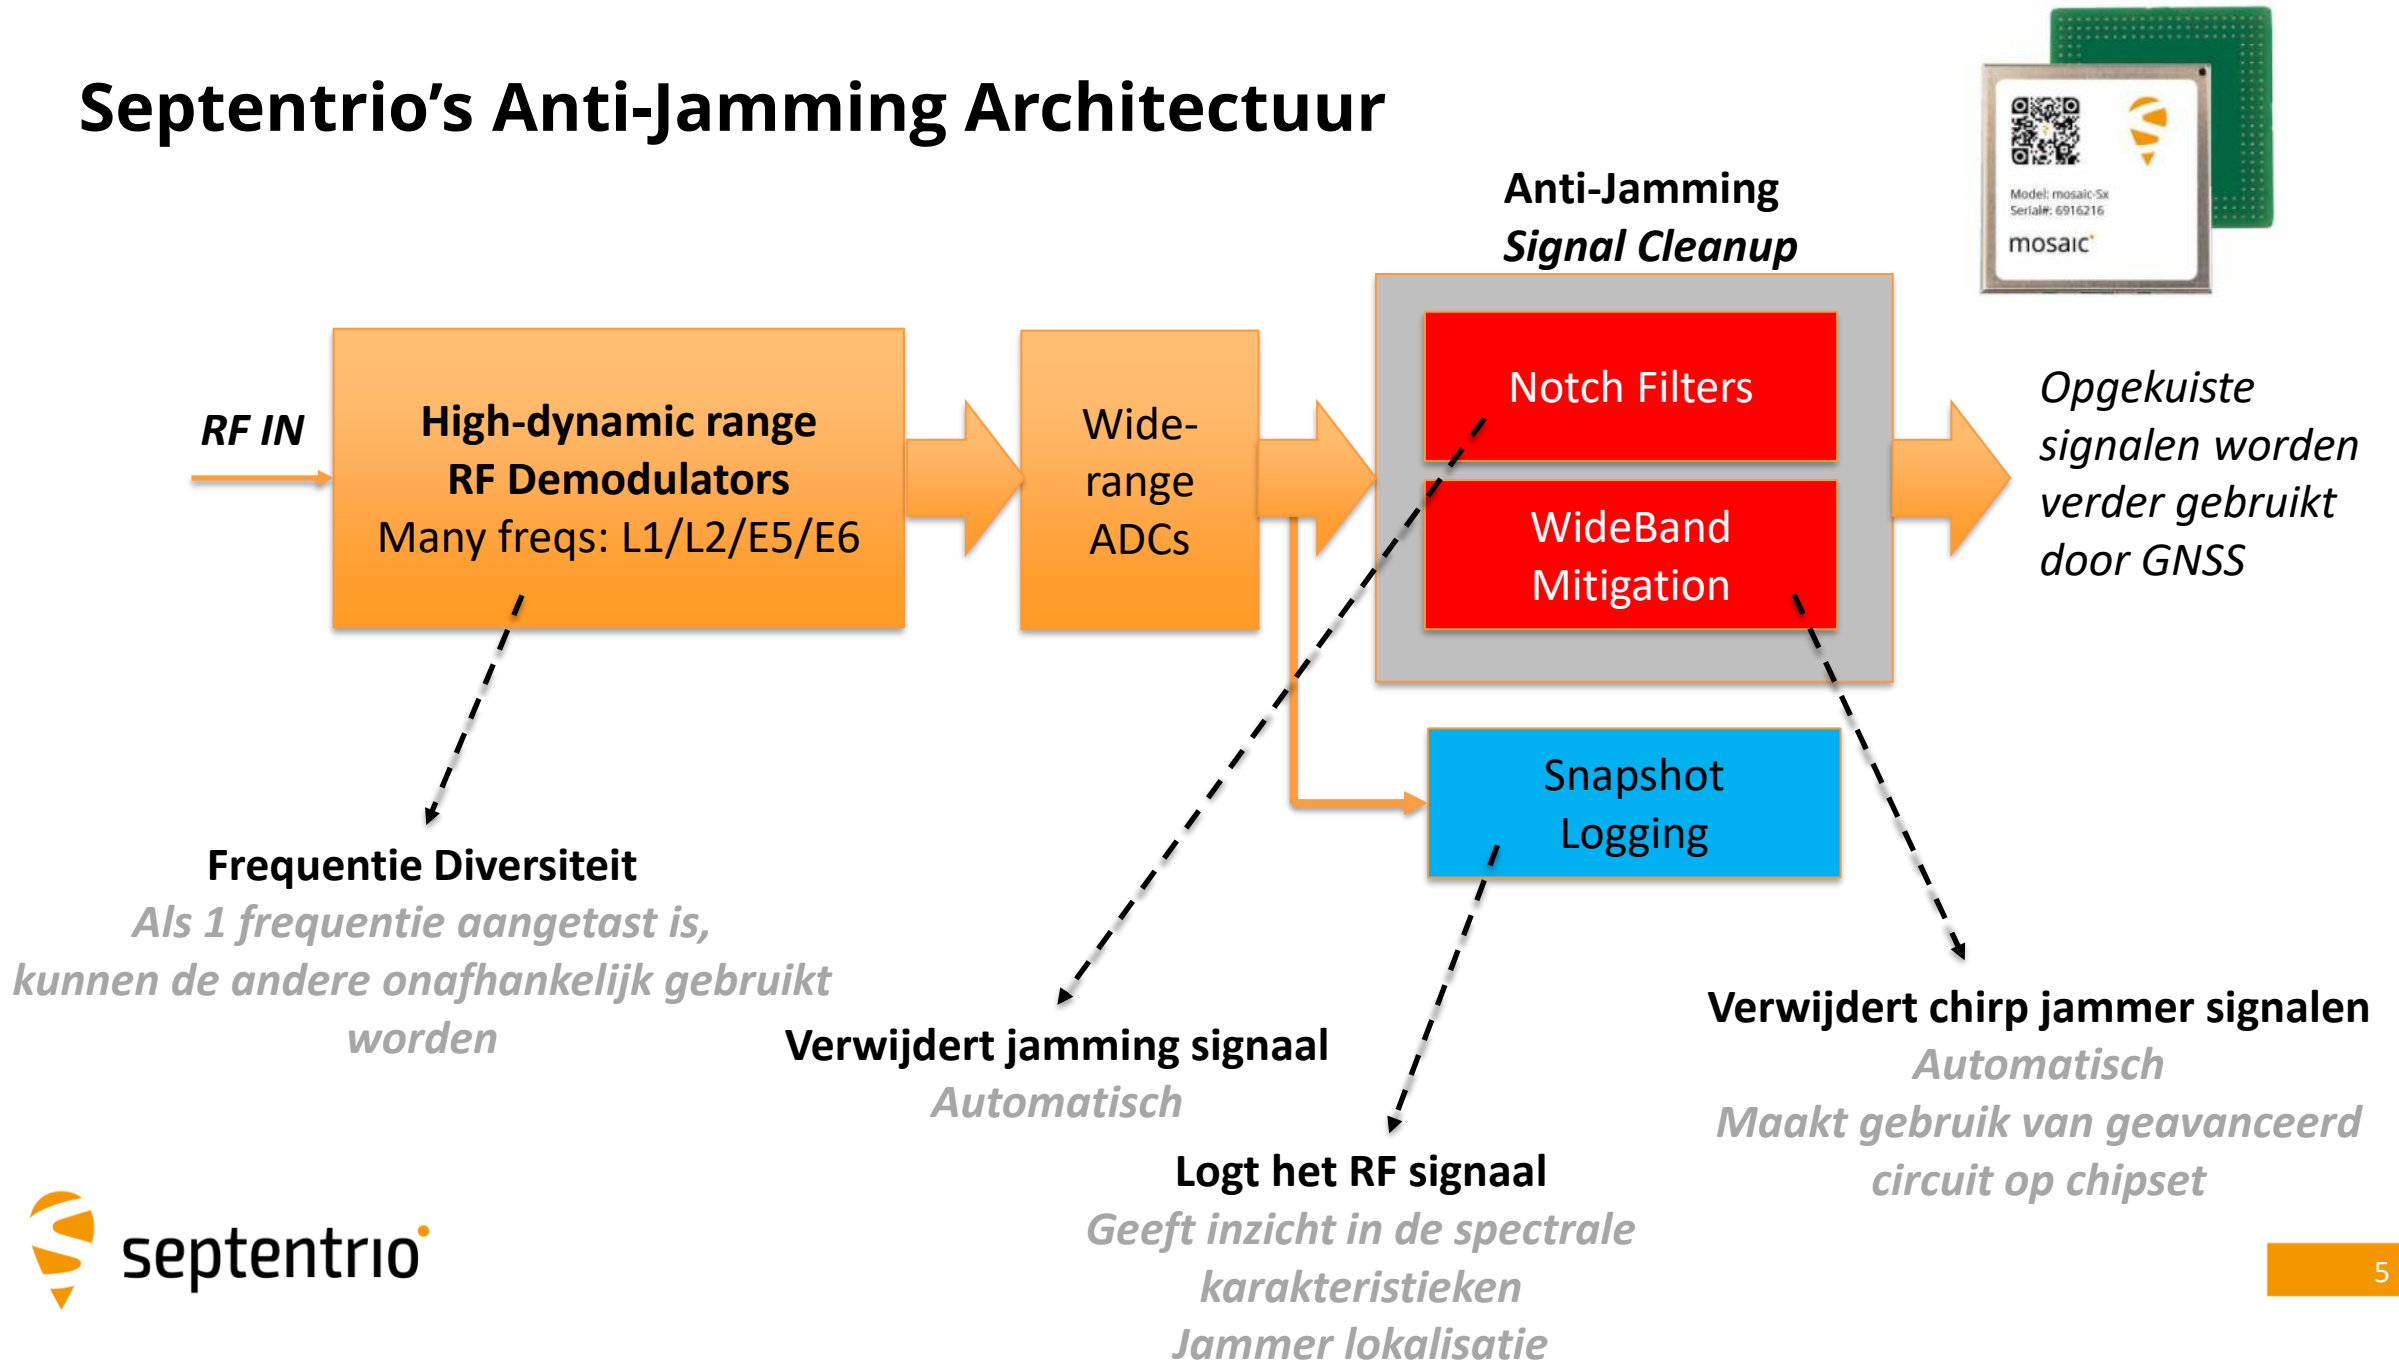 Septentrio's Anti-Jamming Architectuur
Model: mosaic-Sx
Serial#: 6916216
mosaic
Anti-Jamming
Signal Cleanup
RF IN
High-dynamic range
RF Demodulators
Many freqs: L1/L2/E5/E6
Wide-
range
ADCs
Notch Filters
WideBand
Mitigation
Opgekuiste
signalen worden
verder gebruikt
door GNSS
Snapshot
Logging
Frequentie Diversiteit
Als 1 frequentie aangetast is,
kunnen de andere onafhankelijk gebruikt
worden
Verwijdert jamming signaal
Automatisch
Logt het RF signaal
Geeft inzicht in de spectrale
karakteristieken
Jammer lokalisatie
Verwijdert chirp jammer signalen
Automatisch
Maakt gebruik van geavanceerd
circuit op chipset
septentrio
5